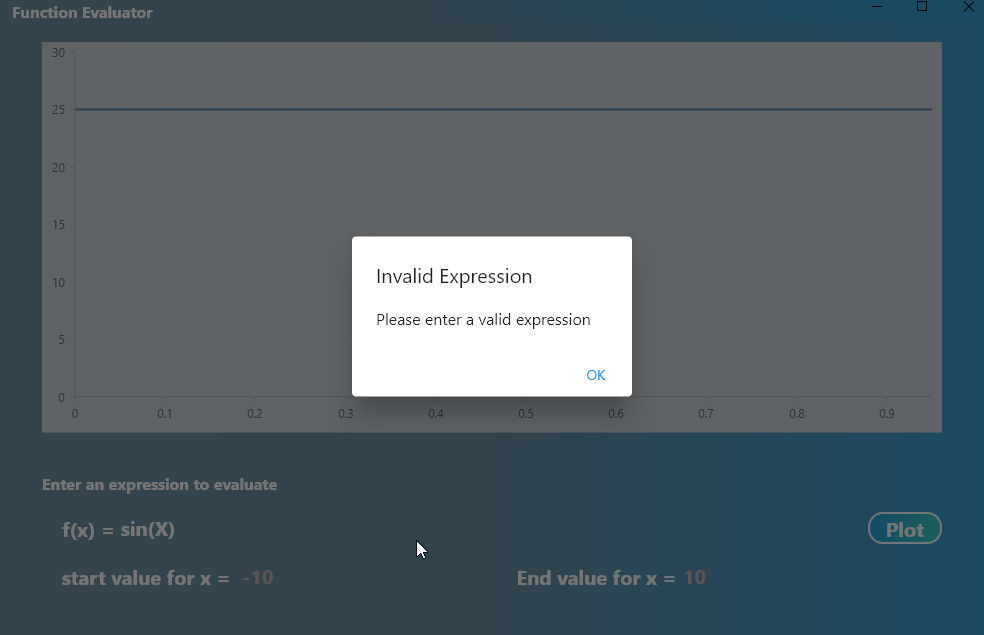 Function Evaluator
30
25
20
15
10
5
0
0 0.1 0.2 0.3 0.4 0.5 0.6 0.7 0.8 0.9
Invalid Expression
Please enter a valid expression
OK
Enter an expression to evaluate
f(x) = sin(X)
Plot
start value for x = -10
End value for x = 10